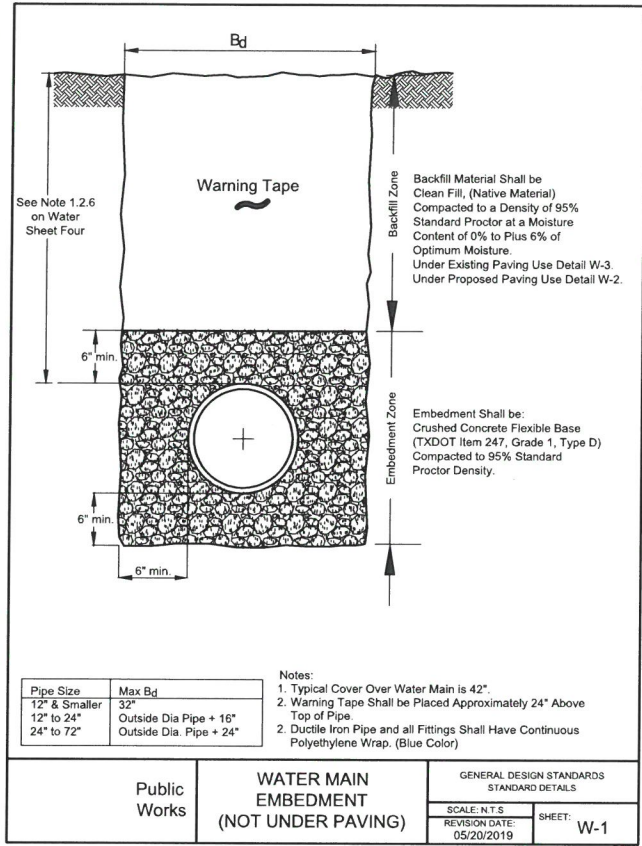 Bd
Warning Tape
See Note 1.2.6
on Water
Sheet Four
Backfill Zone
Backfill Material Shall be
Clean Fill, (Native Material)
Compacted to a Density of 95%
Standard Proctor at a Moisture
Content of 0% to Plus 6% of
Optimum Moisture.
Under Existing Paving Use Detail W-3.
Under Proposed Paving Use Detail W-2.
6" min.
Embedment Zone
Embedment Shall be:
Crushed Concrete Flexible Base
(TXDOT Item 247, Grade 1, Type D)
Compacted to 95% Standard
Proctor Density.
6" min.
6" min.
Pipe Size Max Bd
12" & Smaller 32"
12" to 24" Outside Dia Pipe + 16"
24" to 72" Outside Dia. Pipe + 24"
Notes:
1. Typical Cover Over Water Main is 42".
2. Warning Tape Shall be Placed Approximately 24" Above
Top of Pipe.
2. Ductile Iron Pipe and all Fittings Shall Have Continuous
Polyethylene Wrap. (Blue Color)
Public
Works
WATER MAIN
EMBEDMENT
(NOT UNDER PAVING)
GENERAL DESIGN STANDARDS
STANDARD DETAILS
SCALE: N.T.S
REVISION DATE:
05/20/2019
SHEET: W-1